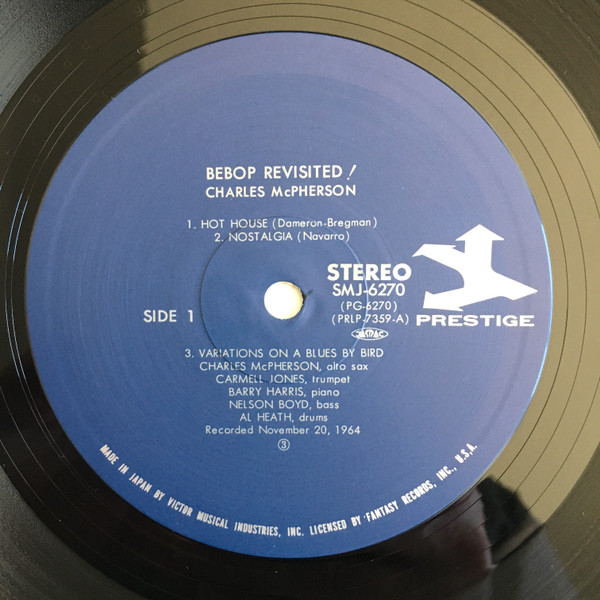 BEBOP REVISITED!
CHARLES McPHERSON
1. HOT HOUSE (Dameron-Bregman)
2. NOSTALGIA (Navarro)
STEREO
SMJ-6270
(PG-6270)
(PRLP-7359-A)
JASRAC
PRESTIGE
SIDE 1
3. VARIATIONS ON A BLUES BY BIRD
CHARLES McPHERSON, alto sax
CARMELL JONES, trumpet
BARRY HARRIS, piano
NELSON BOYD, bass
AL HEATH, drums
Recorded November 20, 1964
③
MADE IN JAPAN BY VICTOR MUSICAL INDUSTRIES, INC. LICENSED BY FANTASY RECORDS, INC., U.S.A.